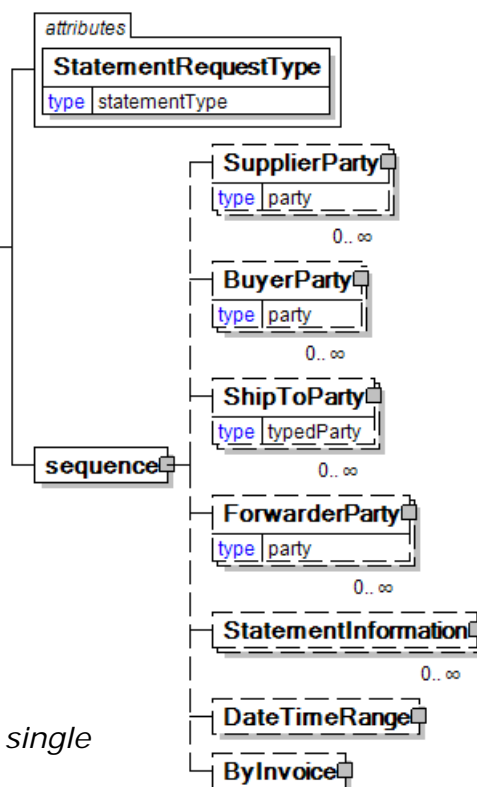 attributes
StatementRequestType
type statementType
SupplierParty
type party
0.. ∞
BuyerParty
type party
0.. ∞
ShipToParty
type typedParty
0.. ∞
sequence
ForwarderParty
type party
0.. ∞
StatementInformation
0.. ∞
DateTimeRange
single
ByInvoice